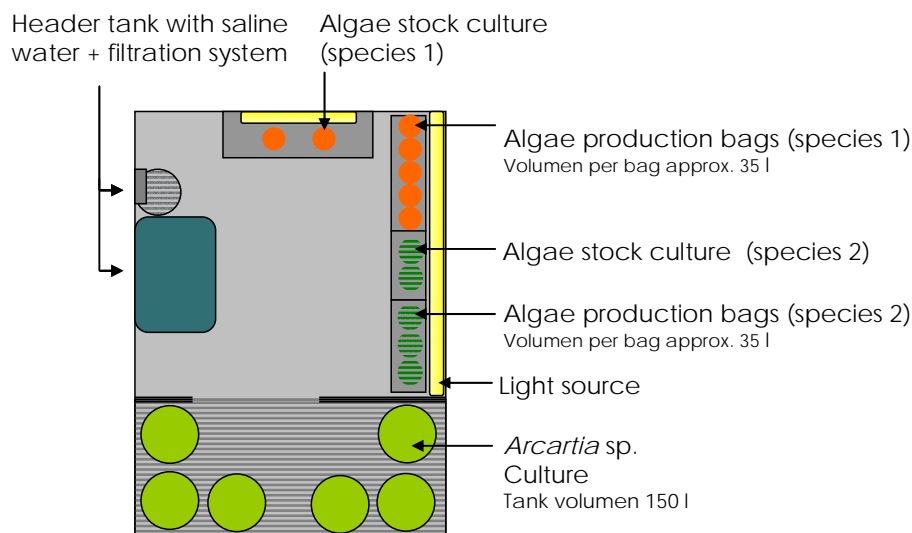 Header tank with saline
water + filtration system
Algae stock culture
(species 1)
Algae production bags (species 1)
Volumen per bag approx. 35 l
Algae stock culture (species 2)
Algae production bags (species 2)
Volumen per bag approx. 35 l
Light source
Arcartia sp.
Culture
Tank volumen 150 l